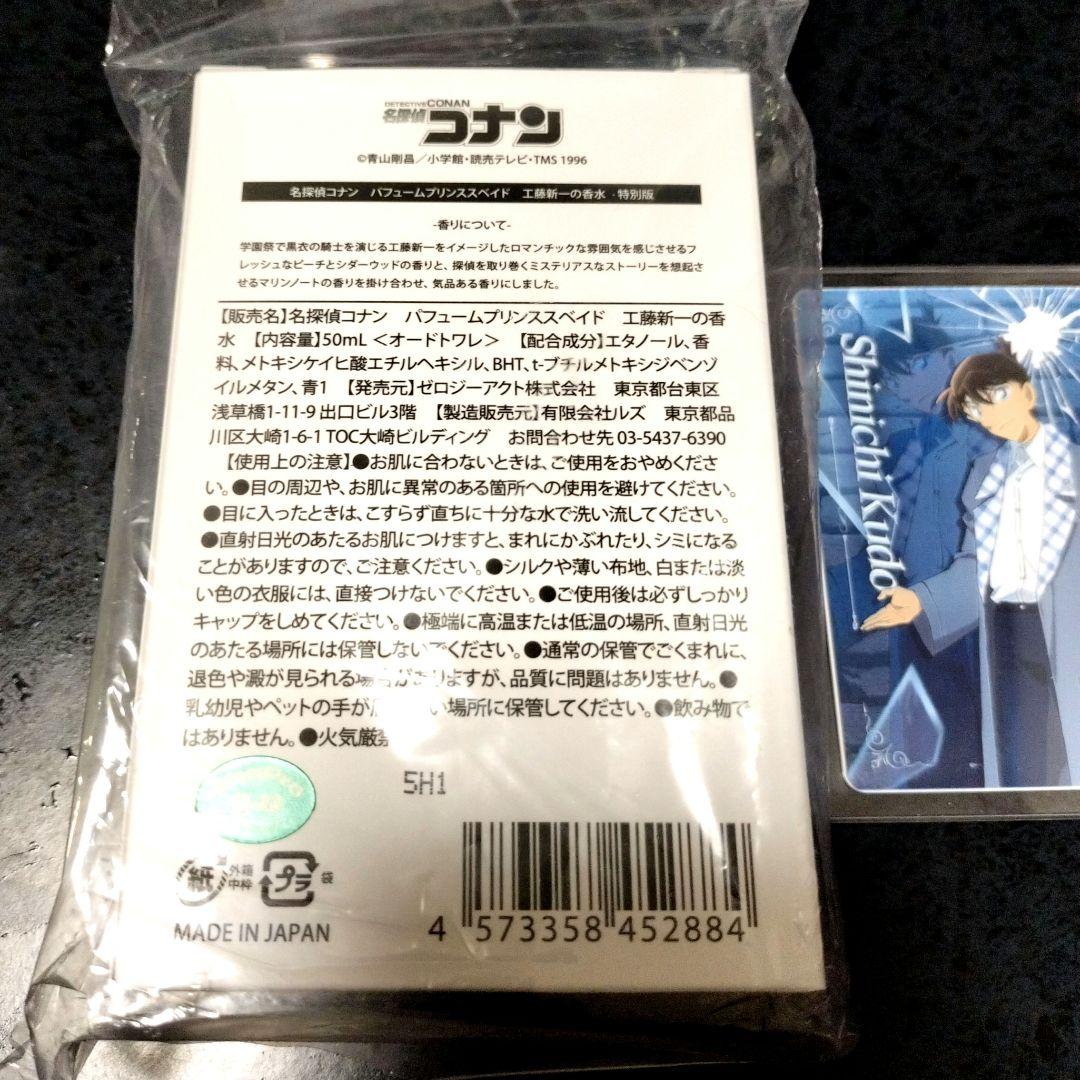 DETECTIVE CONAN
名探偵コナン
©青山剛昌／小学館・読売テレビ・TMS 1996
名探偵コナン パフュームプリンススペイド 工藤新一の香水 ・特別版
-香りについて-
学園祭で黒衣の騎士を演じる工藤新一をイメージしたロマンチックな雰囲気を感じさせるフ
レッシュなピーチとシダーウッドの香りと、探偵を取り巻くミステリアスなストーリーを想起さ
せるマリンノートの香りを掛け合わせ、気品ある香りにしました。
【販売名】名探偵コナン パフュームプリンススペイド 工藤新一の香
水 【内容量】50mL ＜オードトワレ＞ 【配合成分】エタノール、香
料、メトキシケイヒ酸エチルヘキシル、BHT、t-ブチルメトキシジベンゾ
イルメタン、青1 【発売元】ゼロジーアクト株式会社 東京都台東区
浅草橋1-11-9 出口ビル3階 【製造販売元】有限会社ルズ 東京都品
川区大崎1-6-1 TOC大崎ビルディング お問合わせ先 03-5437-6390
【使用上の注意】●お肌に合わないときは、ご使用をおやめくださ
い。●目の周辺や、お肌に異常のある箇所への使用を避けてください。
●目に入ったときは、こすらず直ちに十分な水で洗い流してください。
●直射日光のあたるお肌につけますと、まれにかぶれたり、シミになる
ことがありますので、ご注意ください。●シルクや薄い布地、白または淡
い色の衣服には、直接つけないでください。●ご使用後は必ずしっかり
キャップをしめてください。●極端に高温または低温の場所、直射日光
のあたる場所には保管しないでください。●通常の保管でごくまれに、
退色や澱が見られる場合がありますが、品質に問題はありません。●
乳幼児やペットの手が届い場所に保管してください。●飲み物で
はありません。●火気厳禁
5H1
紙 外箱 中枠 プラ 袋
MADE IN JAPAN
4 573358 452884
Shinichi Kudo